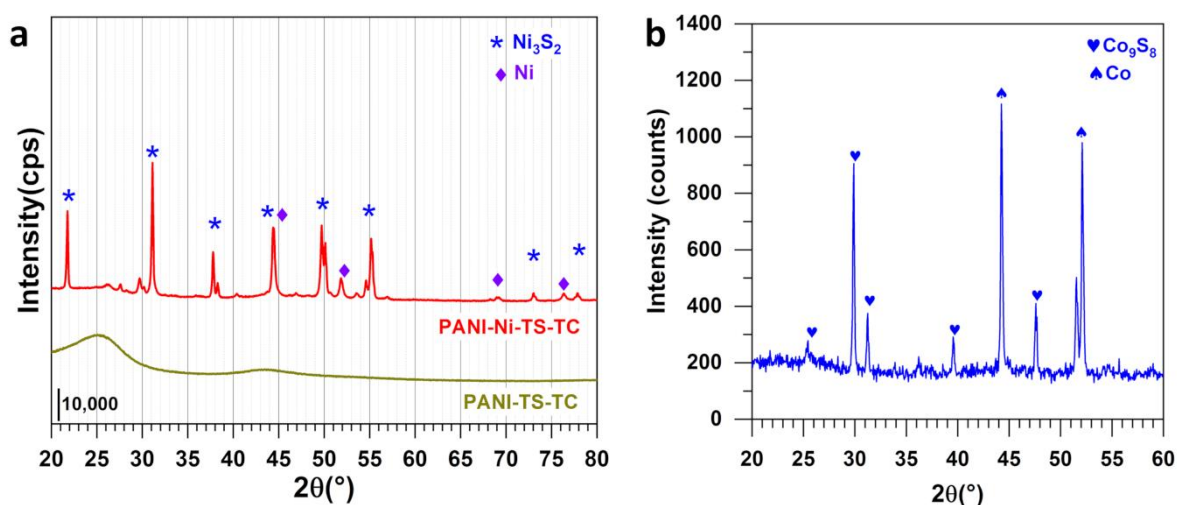 a
* Ni₃S₂
♦ Ni
Intensity(cps)
PANI-Ni-TS-TC
10,000
PANI-TS-TC
20 25 30 35 40 45 50 55 60 65 70 75 80
2θ(°)
b
♥ Co₉S₈
♠ Co
Intensity (counts)
1400
1200
1000
800
600
400
200
0
20 25 30 35 40 45 50 55 60
2θ(°)